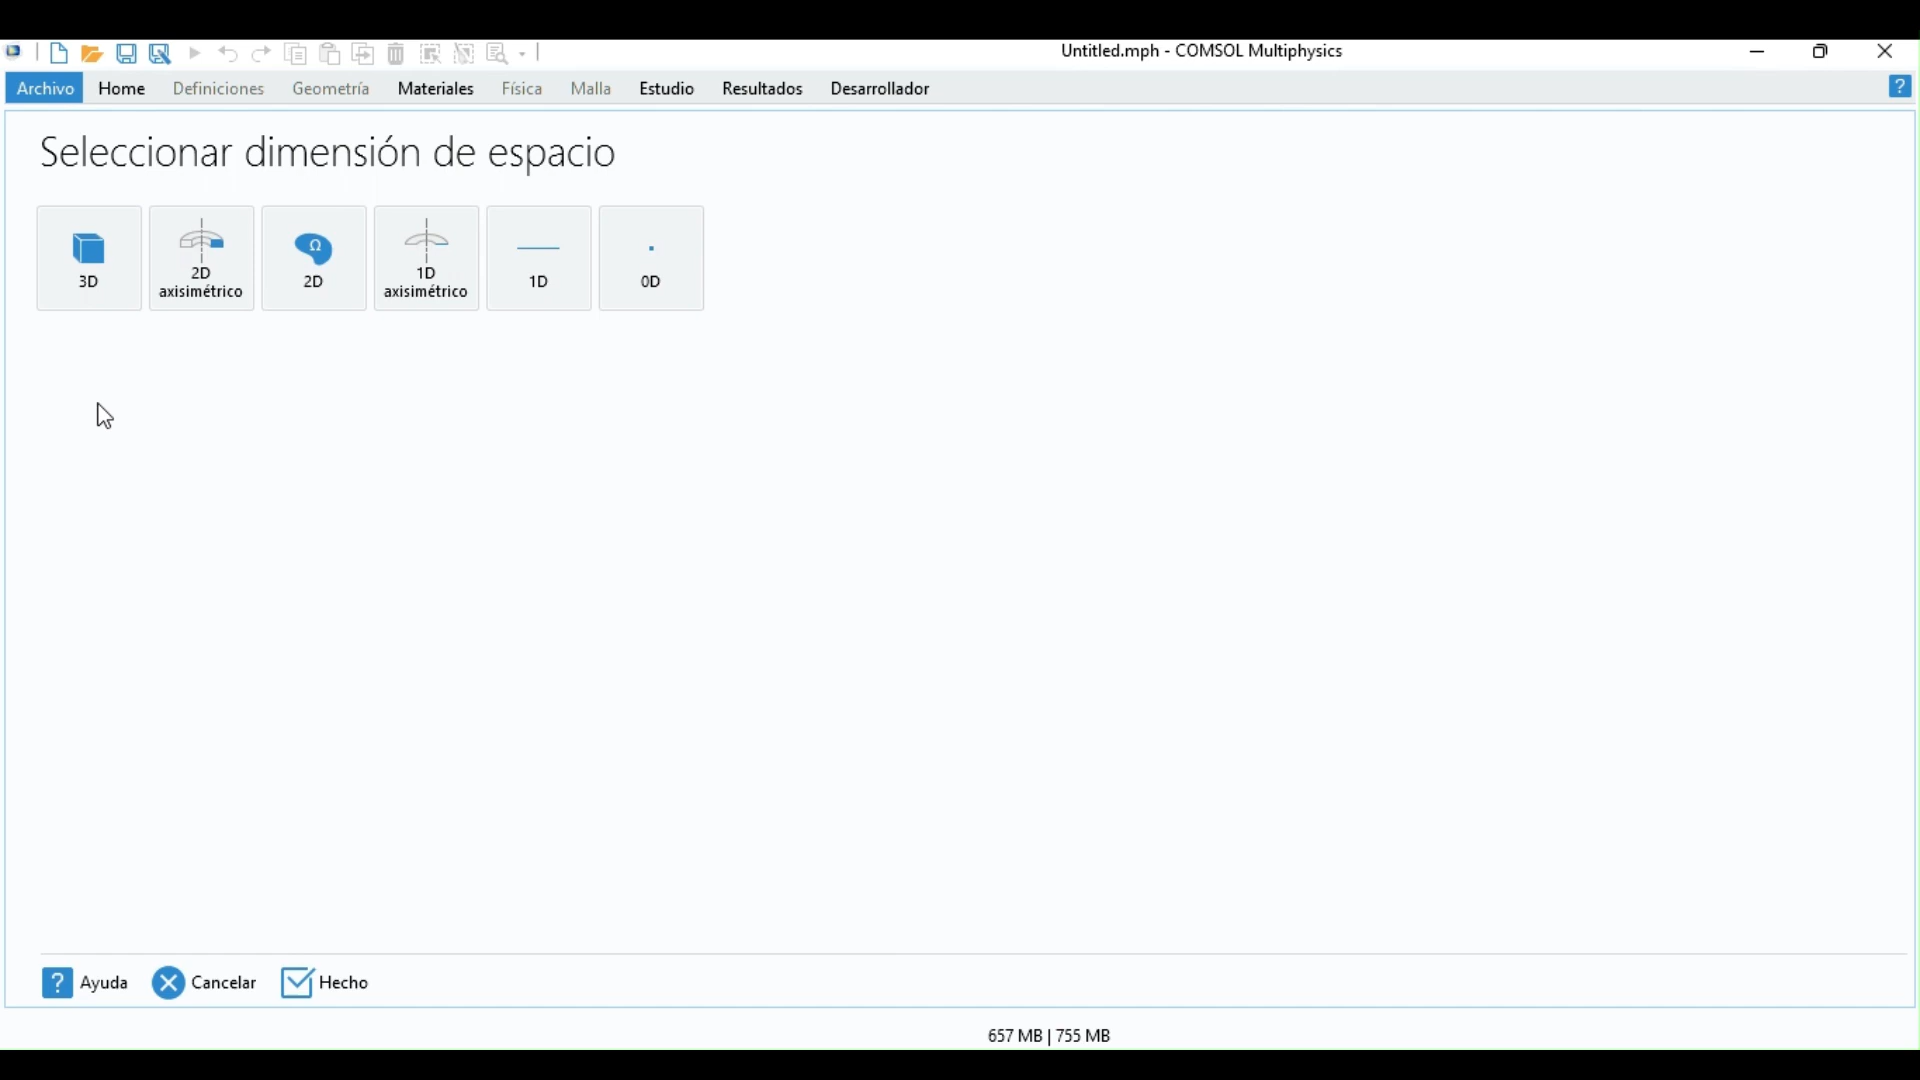 Untitled.mph - COMSOL Multiphysics
Archivo Home Definiciones Geometría Materiales Física Malla Estudio Resultados Desarrollador ?
Seleccionar dimensión de espacio
3D
2D
axisimétrico
Ω
2D
1D
axisimétrico
1D
0D
? Ayuda Cancelar Hecho
657 MB | 755 MB